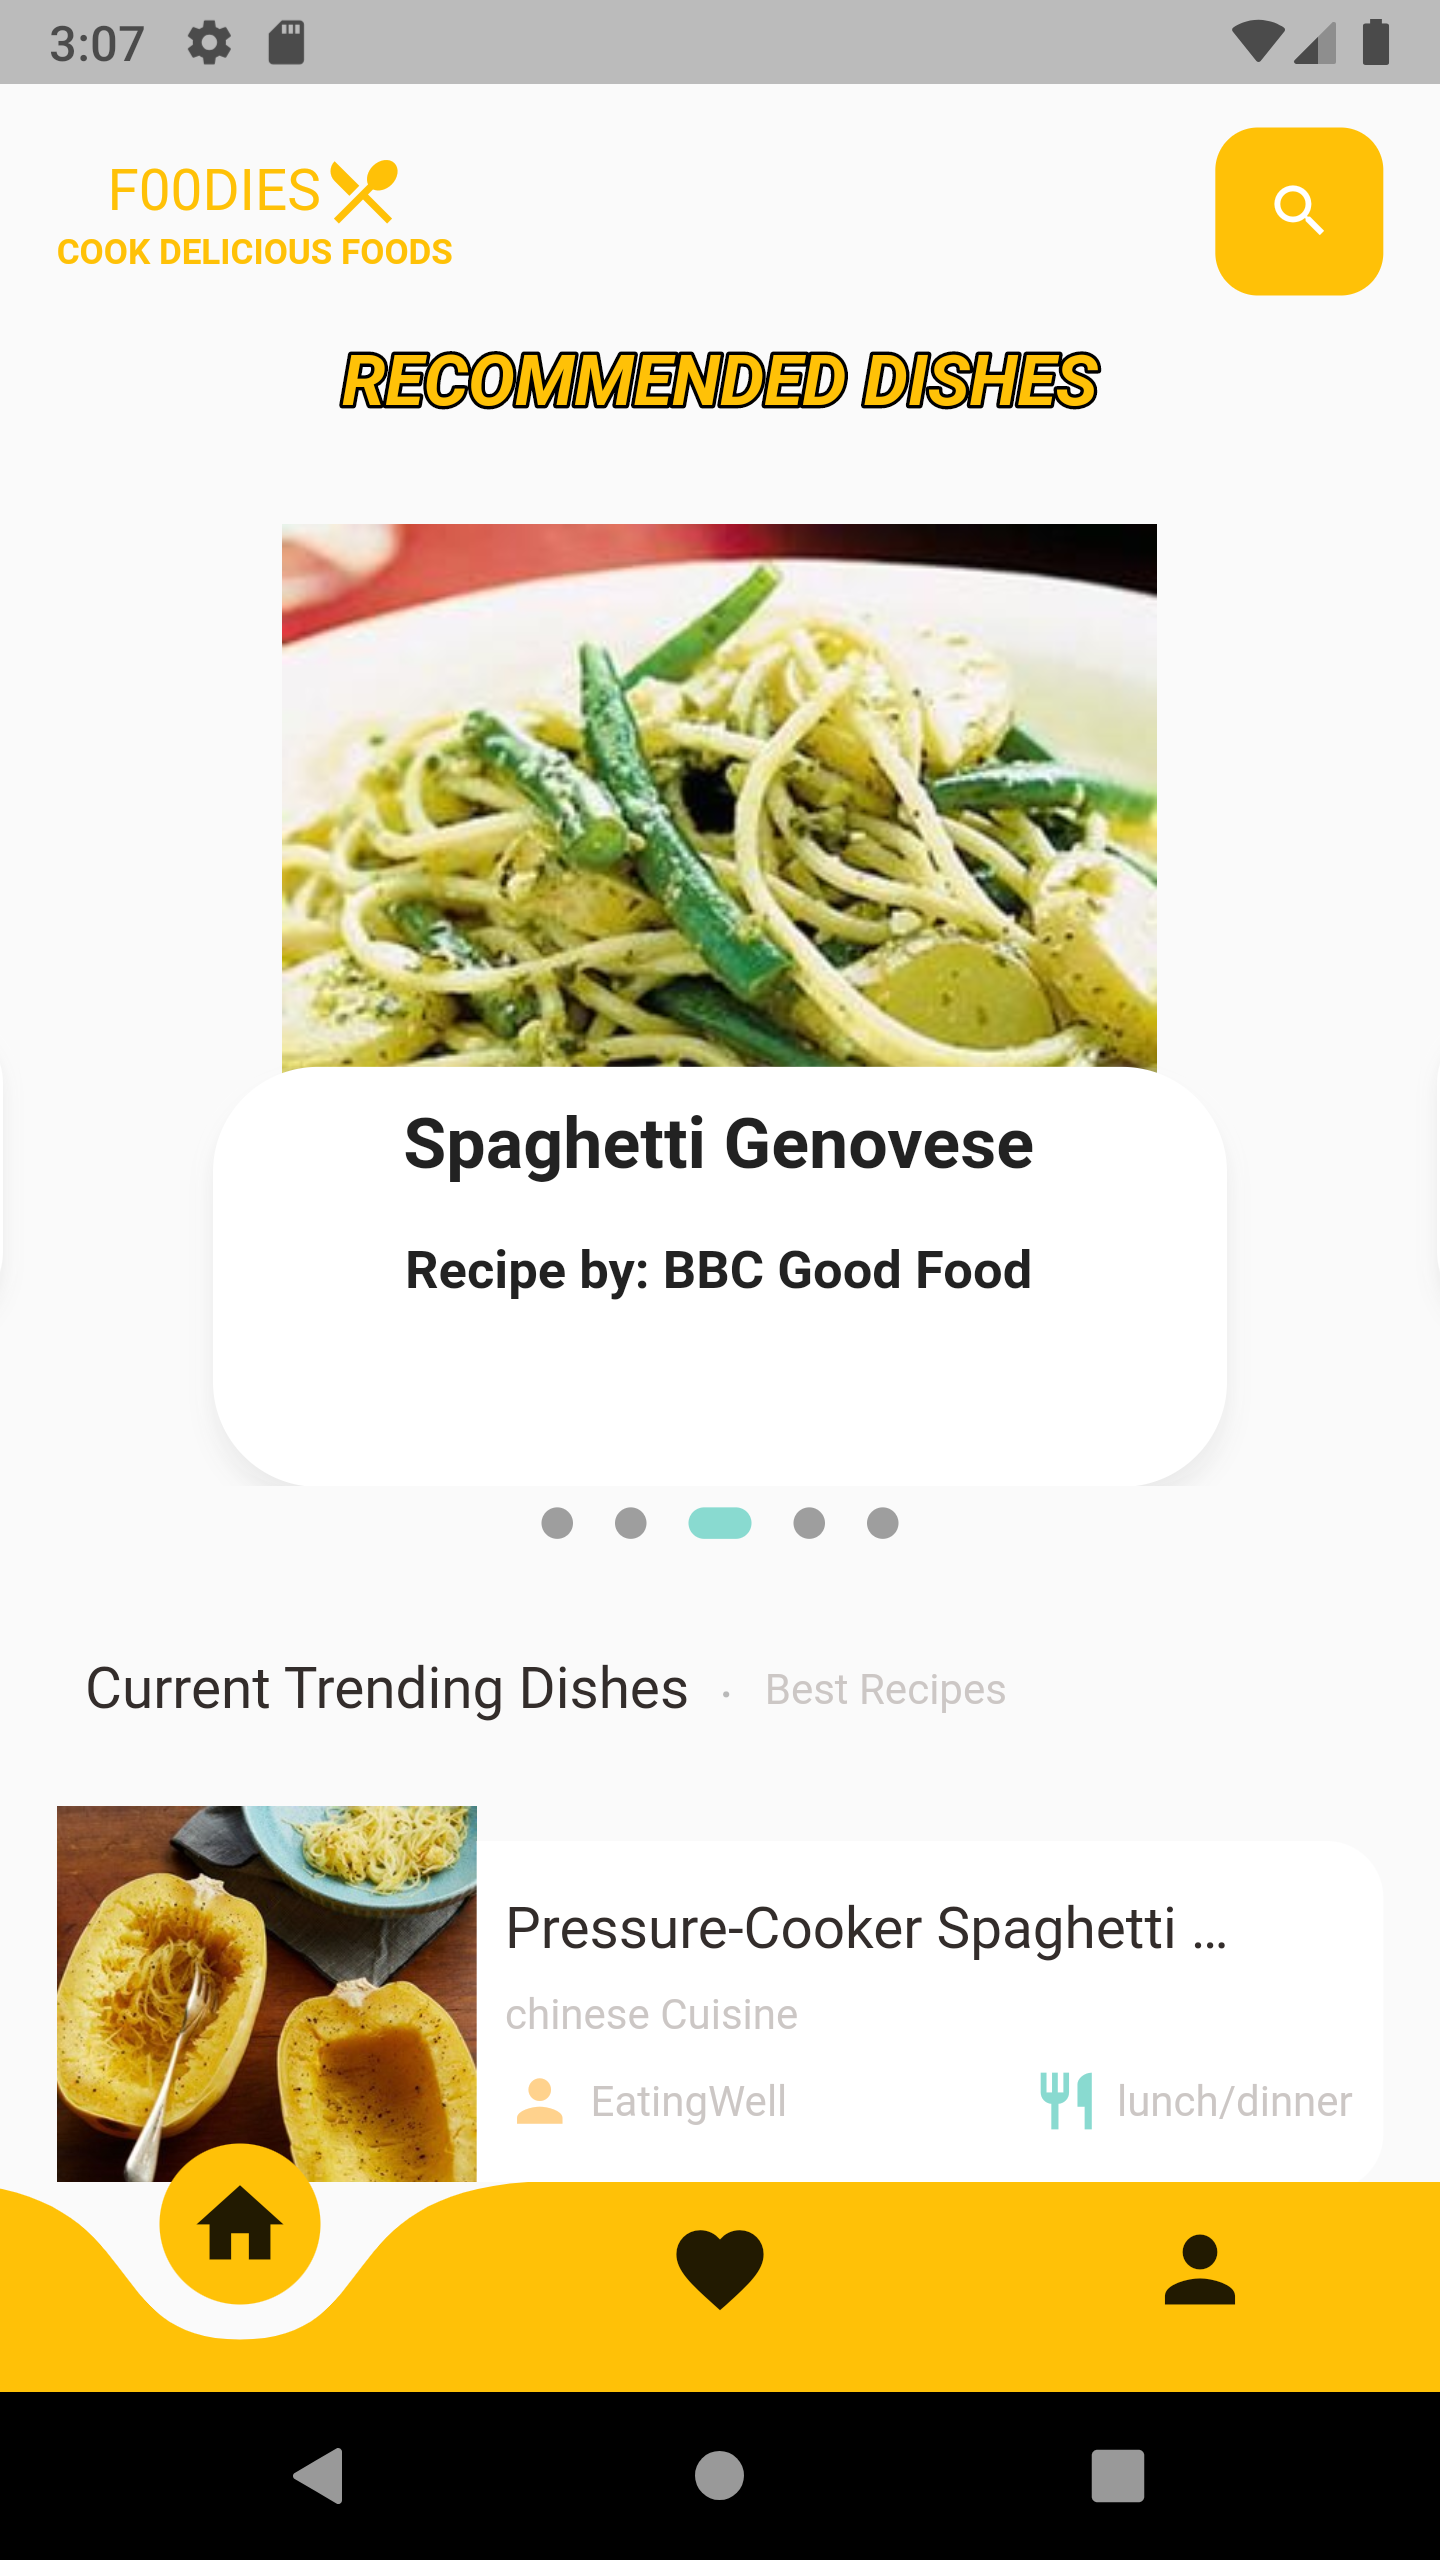 3:07
F00DIES
COOK DELICIOUS FOODS
RECOMMENDED DISHES
Spaghetti Genovese
Recipe by: BBC Good Food
Current Trending Dishes · Best Recipes
Pressure-Cooker Spaghetti ...
chinese Cuisine
EatingWell lunch/dinner